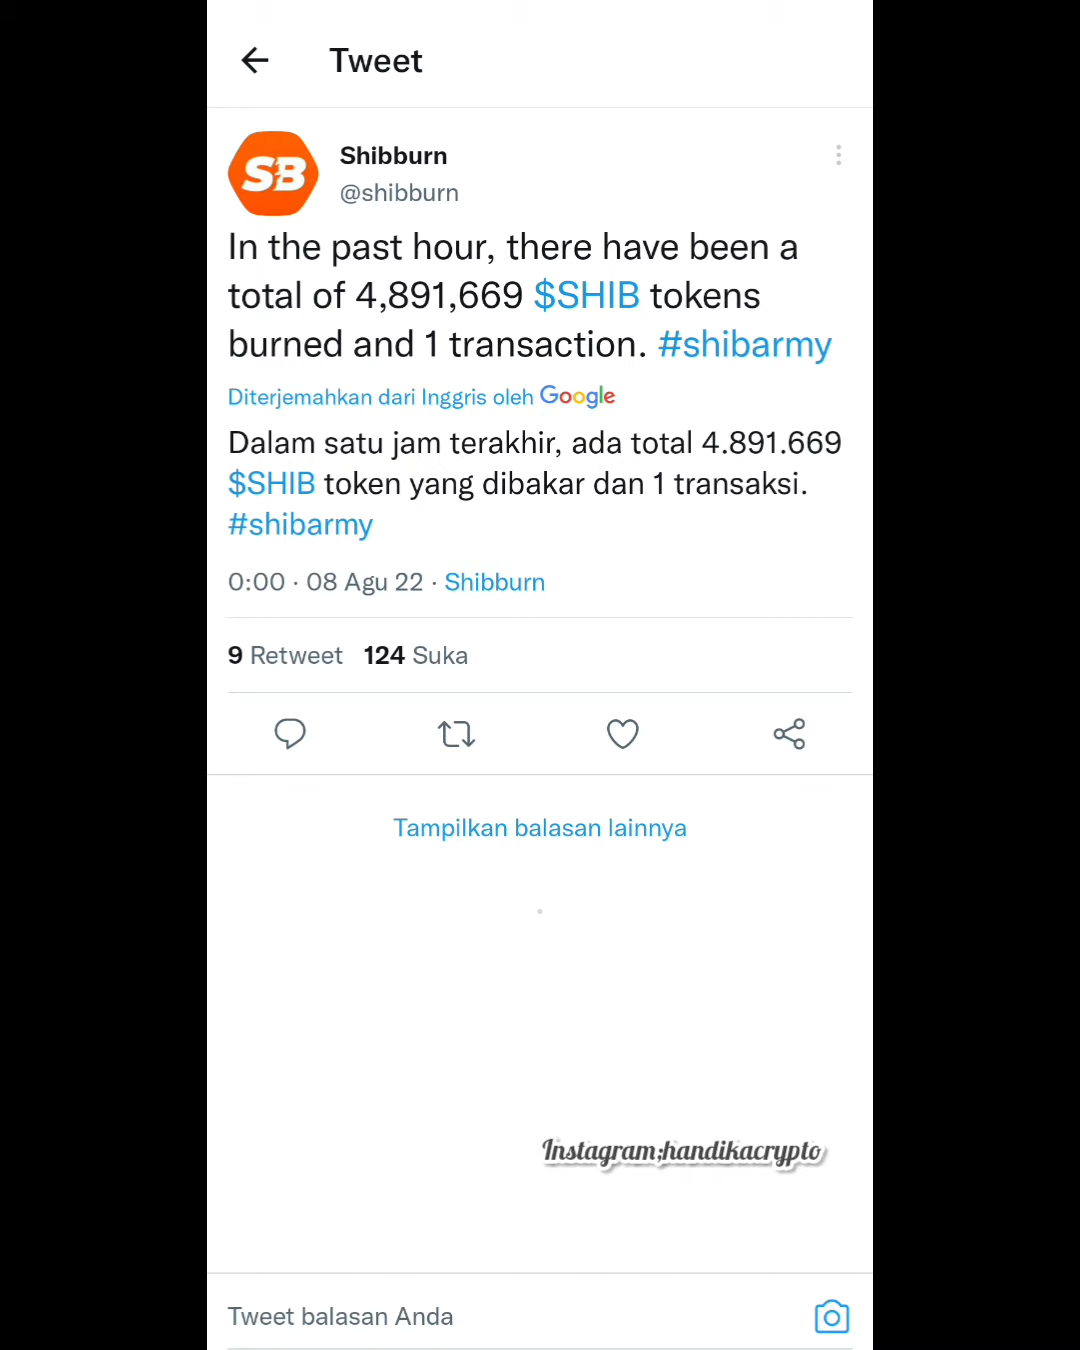 Tweet
SB
Shibburn
@shibburn
In the past hour, there have been a
total of 4,891,669 $SHIB tokens
burned and 1 transaction. #shibarmy
Diterjemahkan dari Inggris oleh Google
Dalam satu jam terakhir, ada total 4.891.669
$SHIB token yang dibakar dan 1 transaksi.
#shibarmy
0:00 · 08 Agu 22 · Shibburn
9 Retweet 124 Suka
Tampilkan balasan lainnya
Instagram;handikacrypto
Tweet balasan Anda